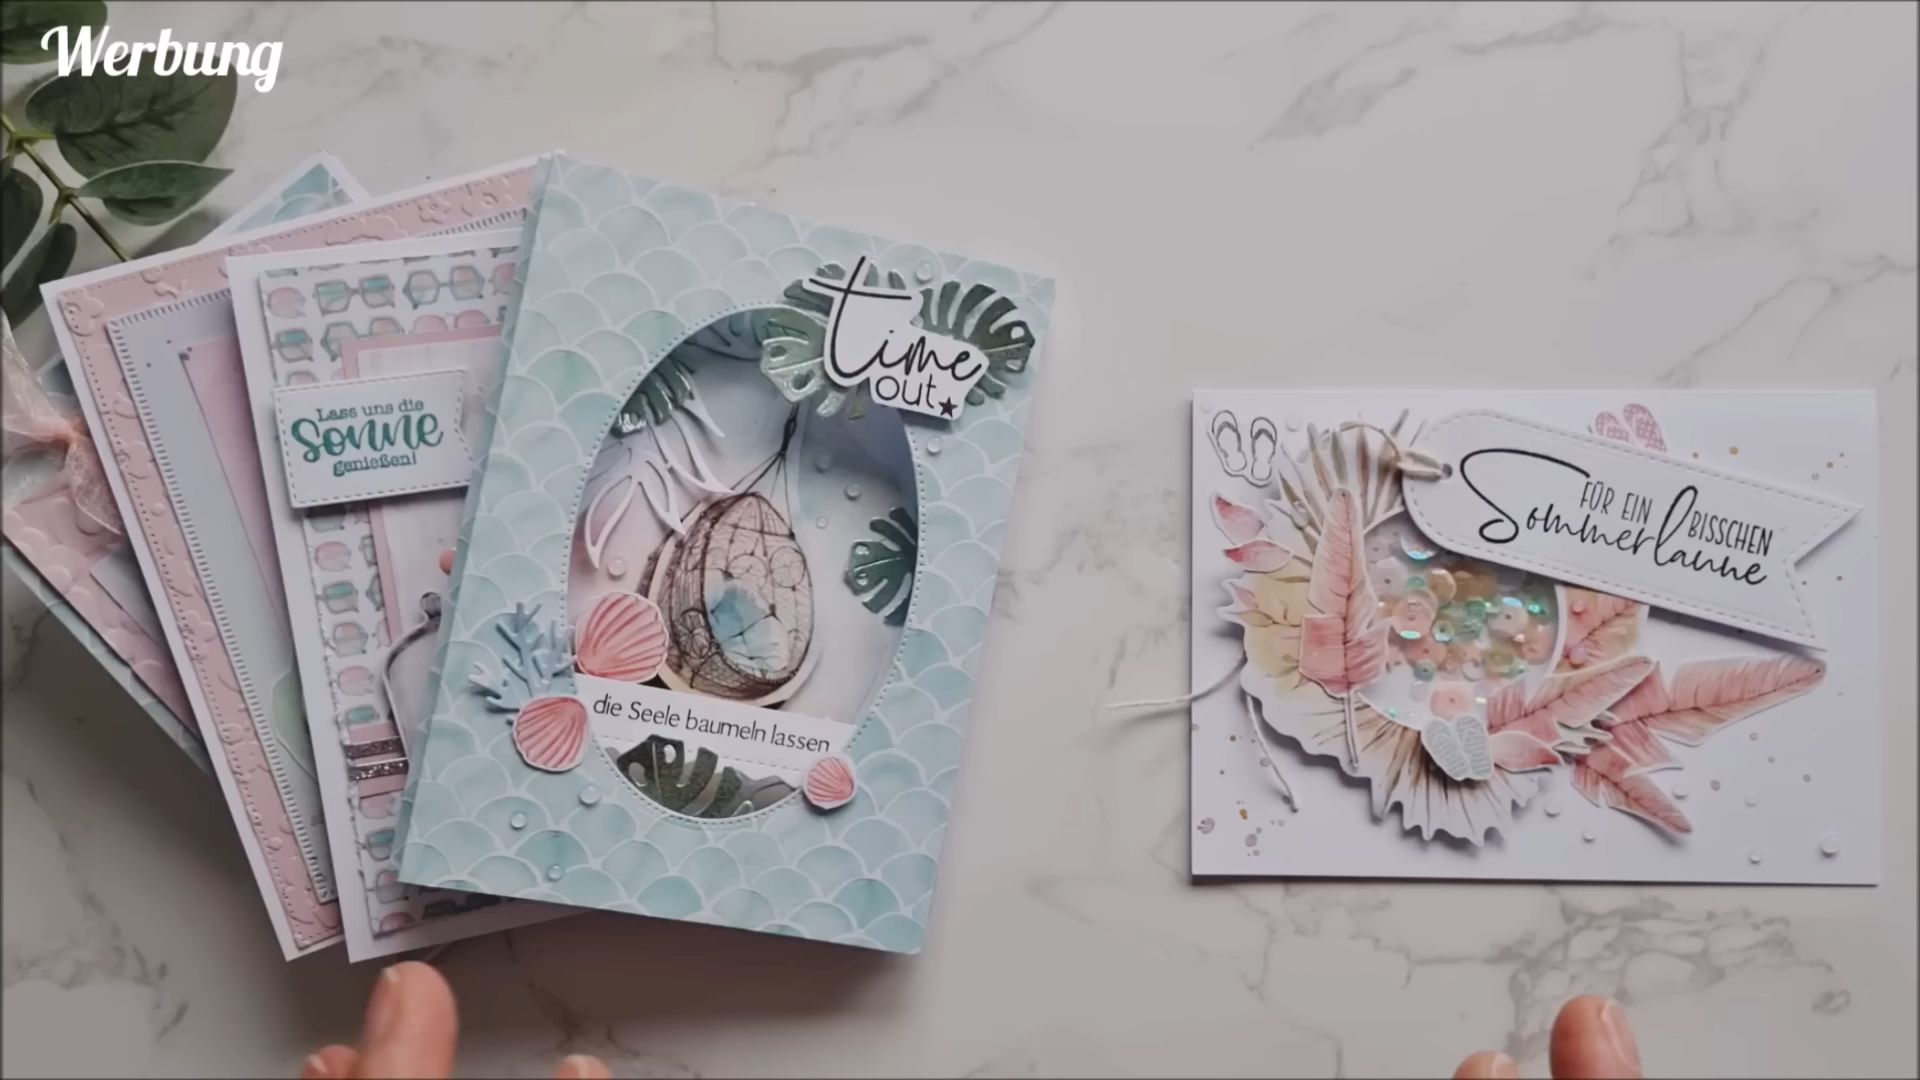 Werbung
Lass uns die
Sonne
genießen!
time
out
die Seele baumeln lassen
FÜR EIN BISSCHEN
Sommerlaune